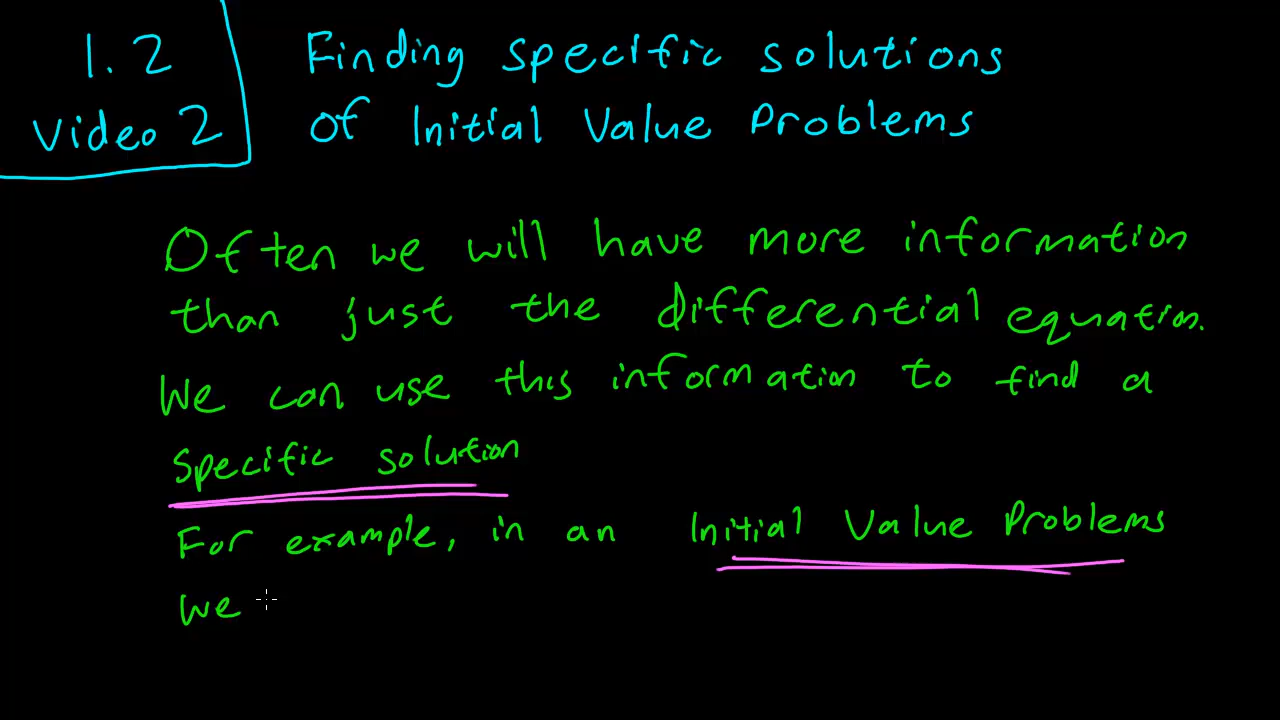 1.2
Video 2
Finding specific solutions
of Initial Value Problems
Often we will have more information
than just the differential equation.
We can use this information to find a
specific solution
For example, in an Initial Value Problems
we